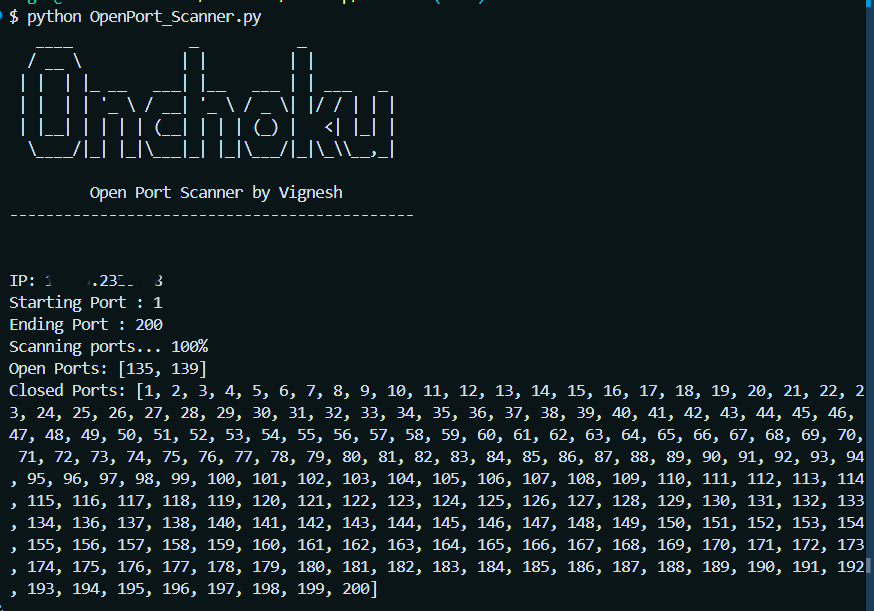 $ python OpenPort_Scanner.py
Onchoku
Open Port Scanner by Vignesh
---------------------------------------------
IP:
Starting Port : 1
Ending Port : 200
Scanning ports... 100%
Open Ports: [135, 139]
Closed Ports: [1, 2, 3, 4, 5, 6, 7, 8, 9, 10, 11, 12, 13, 14, 15, 16, 17, 18, 19, 20, 21, 22, 2
3, 24, 25, 26, 27, 28, 29, 30, 31, 32, 33, 34, 35, 36, 37, 38, 39, 40, 41, 42, 43, 44, 45, 46,
47, 48, 49, 50, 51, 52, 53, 54, 55, 56, 57, 58, 59, 60, 61, 62, 63, 64, 65, 66, 67, 68, 69, 70,
71, 72, 73, 74, 75, 76, 77, 78, 79, 80, 81, 82, 83, 84, 85, 86, 87, 88, 89, 90, 91, 92, 93, 94
, 95, 96, 97, 98, 99, 100, 101, 102, 103, 104, 105, 106, 107, 108, 109, 110, 111, 112, 113, 114
, 115, 116, 117, 118, 119, 120, 121, 122, 123, 124, 125, 126, 127, 128, 129, 130, 131, 132, 133
, 134, 136, 137, 138, 140, 141, 142, 143, 144, 145, 146, 147, 148, 149, 150, 151, 152, 153, 154
, 155, 156, 157, 158, 159, 160, 161, 162, 163, 164, 165, 166, 167, 168, 169, 170, 171, 172, 173
, 174, 175, 176, 177, 178, 179, 180, 181, 182, 183, 184, 185, 186, 187, 188, 189, 190, 191, 192
, 193, 194, 195, 196, 197, 198, 199, 200]